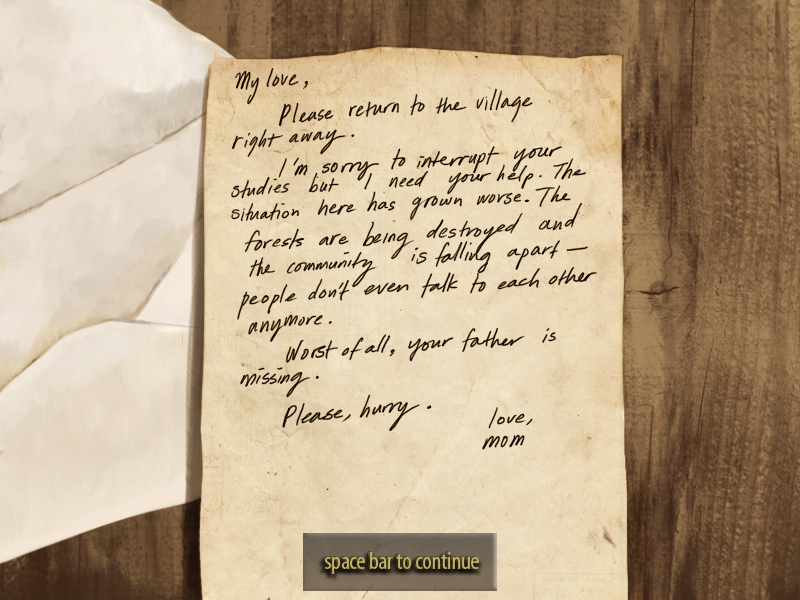 My love,
Please return to the village
right away.
I'm sorry to interrupt your
studies but I need your help. The
situation here has grown worse. The
forests are being destroyed and
the community is falling apart —
people don't even talk to each other
anymore.
Worst of all, your father is
missing.
Please, hurry.
love,
mom
space bar to continue